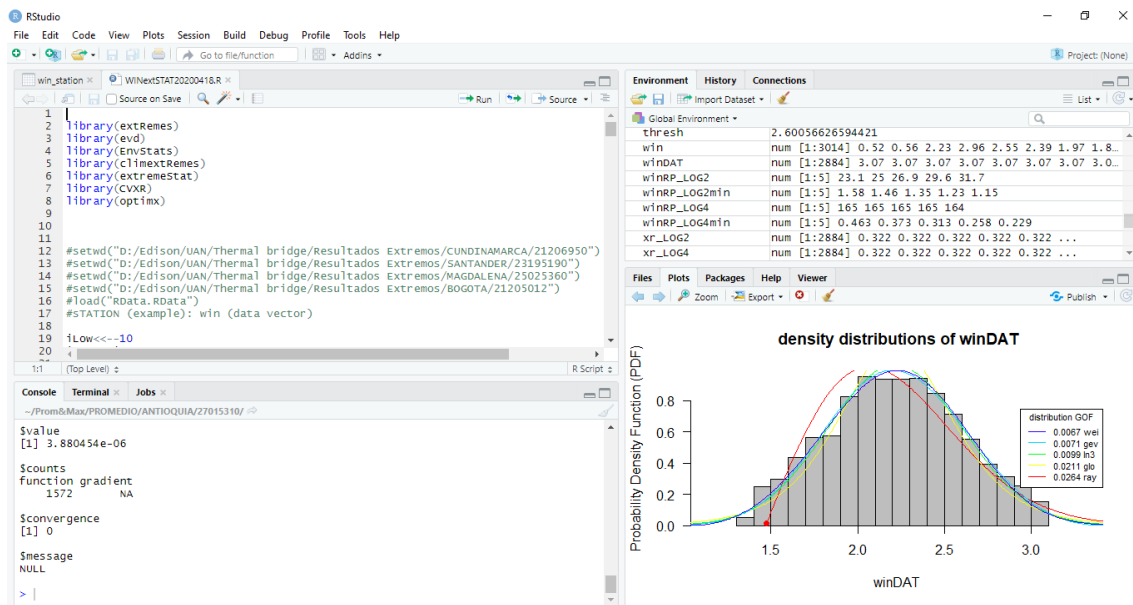 RStudio
File Edit Code View Plots Session Build Debug Profile Tools Help
Go to file/function
Addins
Project: (None)
win_station
WINextSTAT20200418.R
Source on Save
Run
Source
1
2 library(extRemes)
3 library(evd)
4 library(EnvStats)
5 library(climextRemes)
6 library(extremeStat)
7 library(CVXR)
8 library(optimx)
9
10
11
12 #setwd("D:/Edison/UAN/Thermal bridge/Resultados Extremos/CUNDINAMARCA/21206950")
13 #setwd("D:/Edison/UAN/Thermal bridge/Resultados Extremos/SANTANDER/23195190")
14 #setwd("D:/Edison/UAN/Thermal bridge/Resultados Extremos/MAGDALENA/25025360")
15 #setwd("D:/Edison/UAN/Thermal bridge/Resultados Extremos/BOGOTA/21205012")
16 #load("RData.RData")
17 #STATION (example): win (data vector)
18
19 iLow<<--10
20
1:1 (Top Level) R Script
Console Terminal Jobs
~/Prom&Max/PROMEDIO/ANTIOQUIA/27015310/
$value
[1] 3.880454e-06
$counts
function gradient
1572 NA
$convergence
[1] 0
$message
NULL
>
Environment History Connections
Import Dataset
List
Global Environment
thresh 2.60056626594421
win num [1:3014] 0.52 0.56 2.23 2.96 2.55 2.39 1.97 1.8...
winDAT num [1:2884] 3.07 3.07 3.07 3.07 3.07 3.07 3.07 3.0...
winRP_LOG2 num [1:5] 23.1 25 26.9 29.6 31.7
winRP_LOG2min num [1:5] 1.58 1.46 1.35 1.23 1.15
winRP_LOG4 num [1:5] 165 165 165 165 164
winRP_LOG4min num [1:5] 0.463 0.373 0.313 0.258 0.229
xr_LOG2 num [1:2884] 0.322 0.322 0.322 0.322 0.322 ...
xr_LOG4 num [1:2884] 0.322 0.322 0.322 0.322 0.322 ...
Files Plots Packages Help Viewer
Zoom Export Publish
density distributions of winDAT
Probability Density Function (PDF)
0.8
0.6
0.4
0.2
0.0
distribution GOF
0.0067 wei
0.0071 gev
0.0099 ln3
0.0211 glo
0.0264 ray
1.5 2.0 2.5 3.0
winDAT